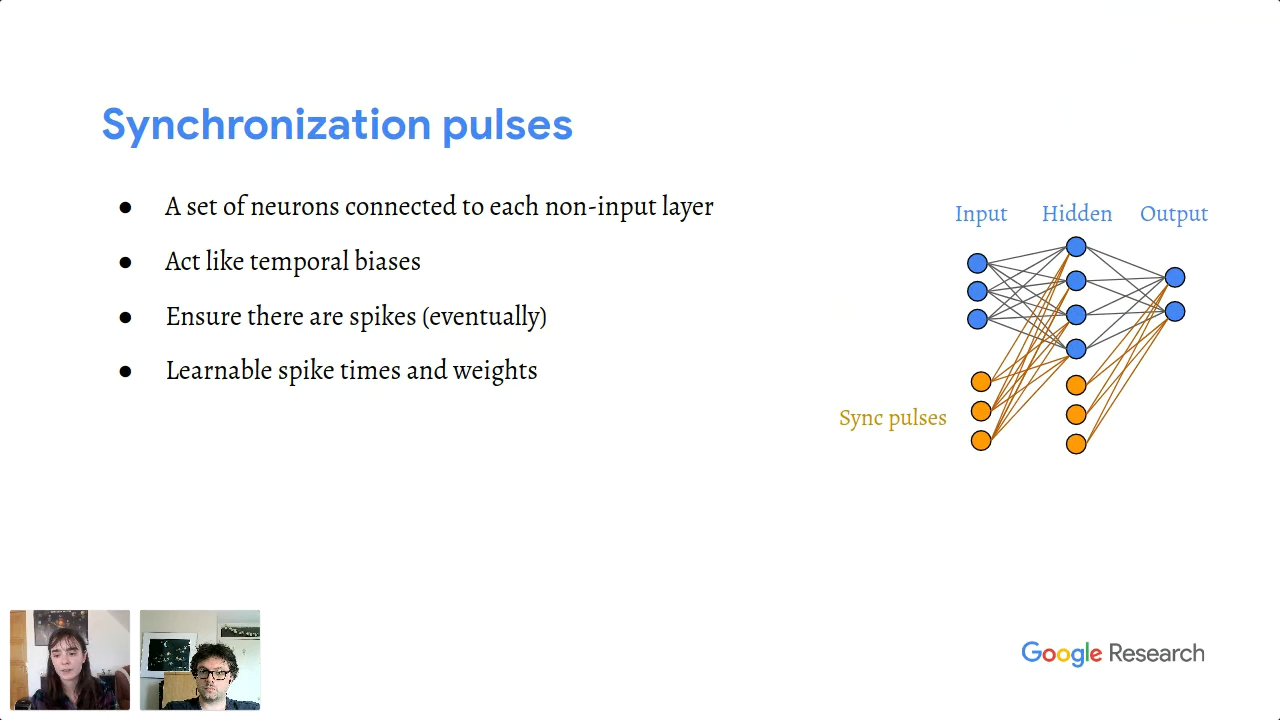 Synchronization pulses
● A set of neurons connected to each non-input layer
● Act like temporal biases
● Ensure there are spikes (eventually)
● Learnable spike times and weights
Input Hidden Output
Sync pulses
Google Research